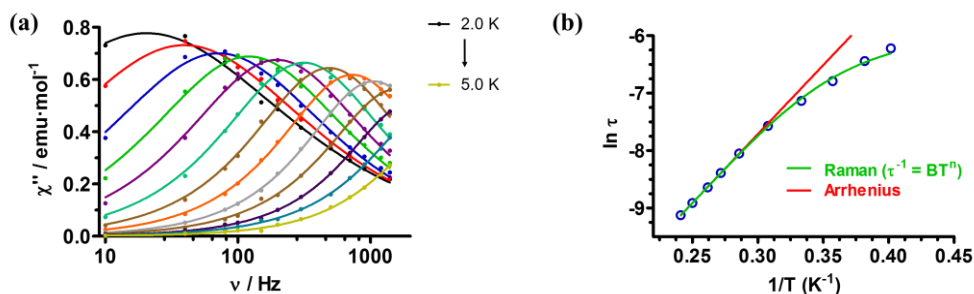 (a)
χ'' / emu·mol⁻¹
0.8
0.6
0.4
0.2
0.0
10
100
1000
ν / Hz
2.0 K
5.0 K
(b)
ln τ
-6
-7
-8
-9
0.25
0.30
0.35
0.40
0.45
1/T (K⁻¹)
Raman (τ⁻¹ = BTⁿ)
Arrhenius